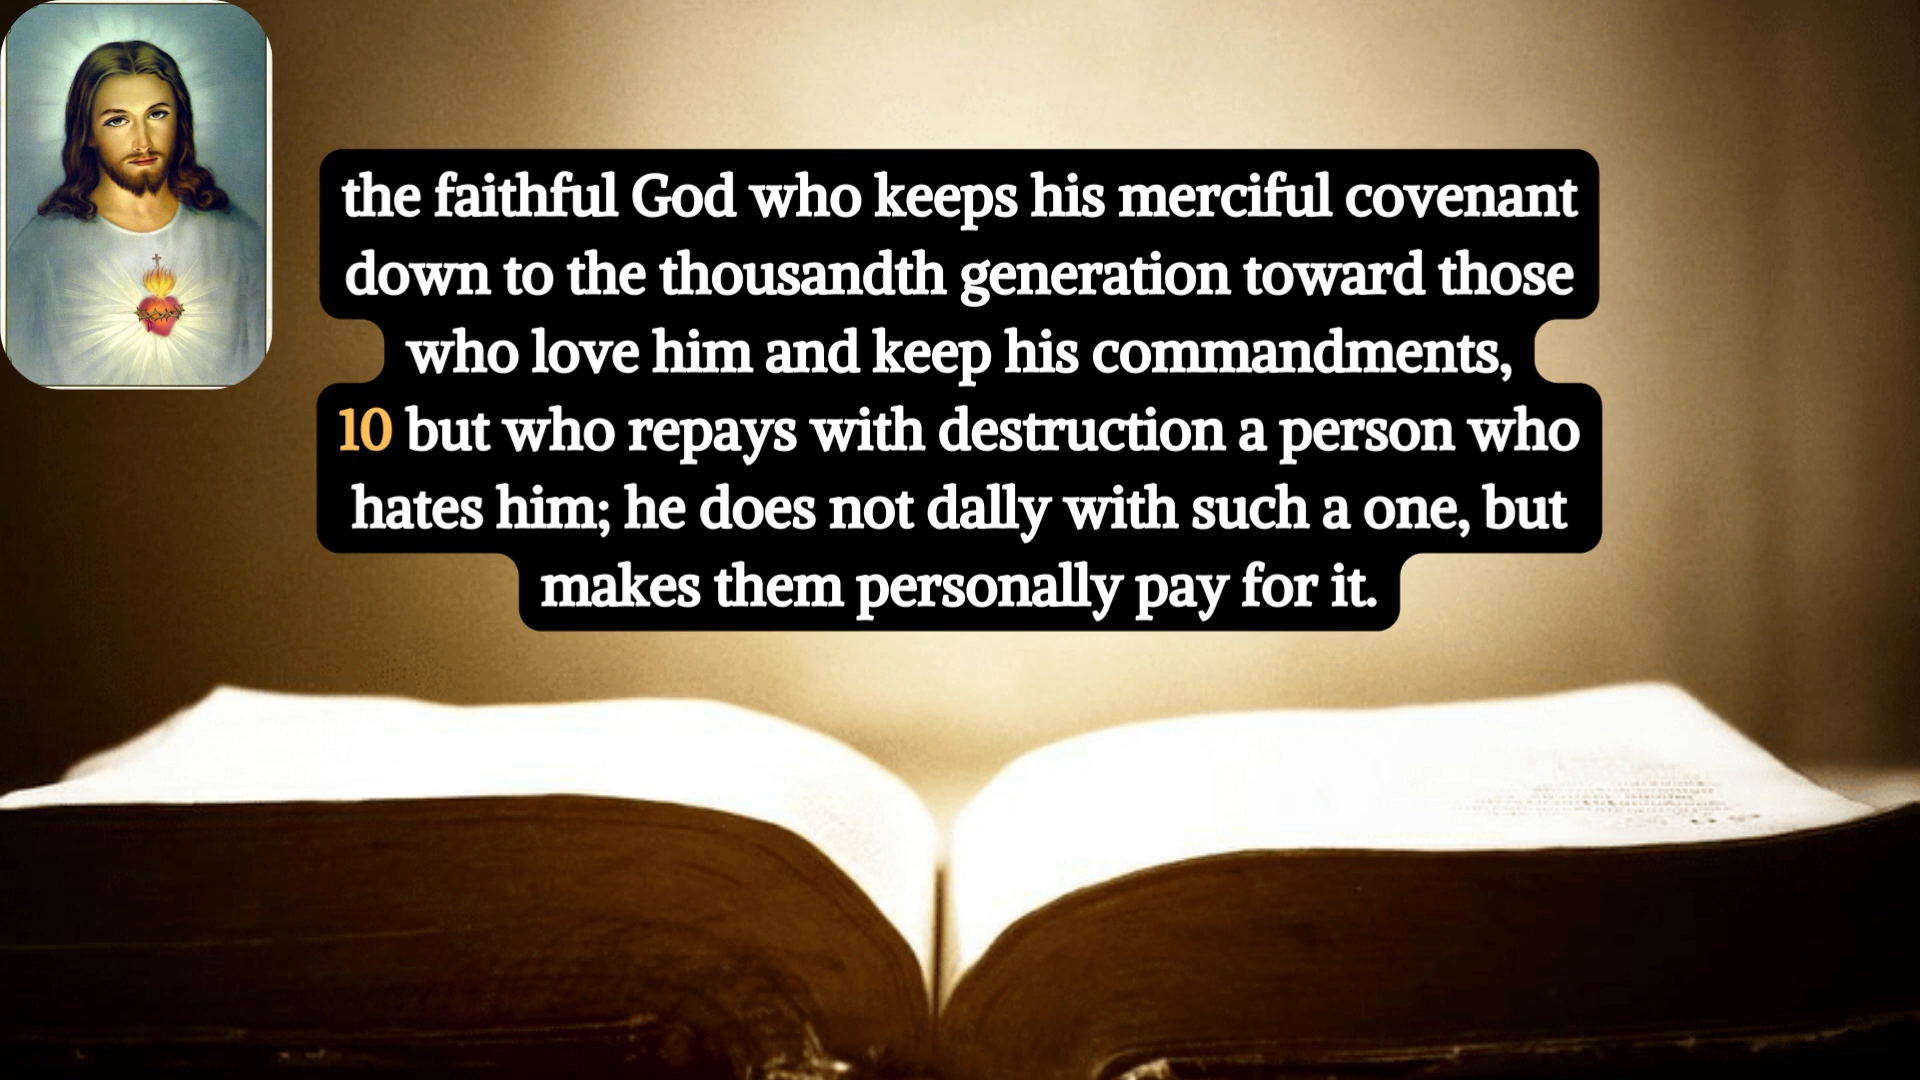 the faithful God who keeps his merciful covenant
down to the thousandth generation toward those
who love him and keep his commandments,
10 but who repays with destruction a person who
hates him; he does not dally with such a one, but
makes them personally pay for it.